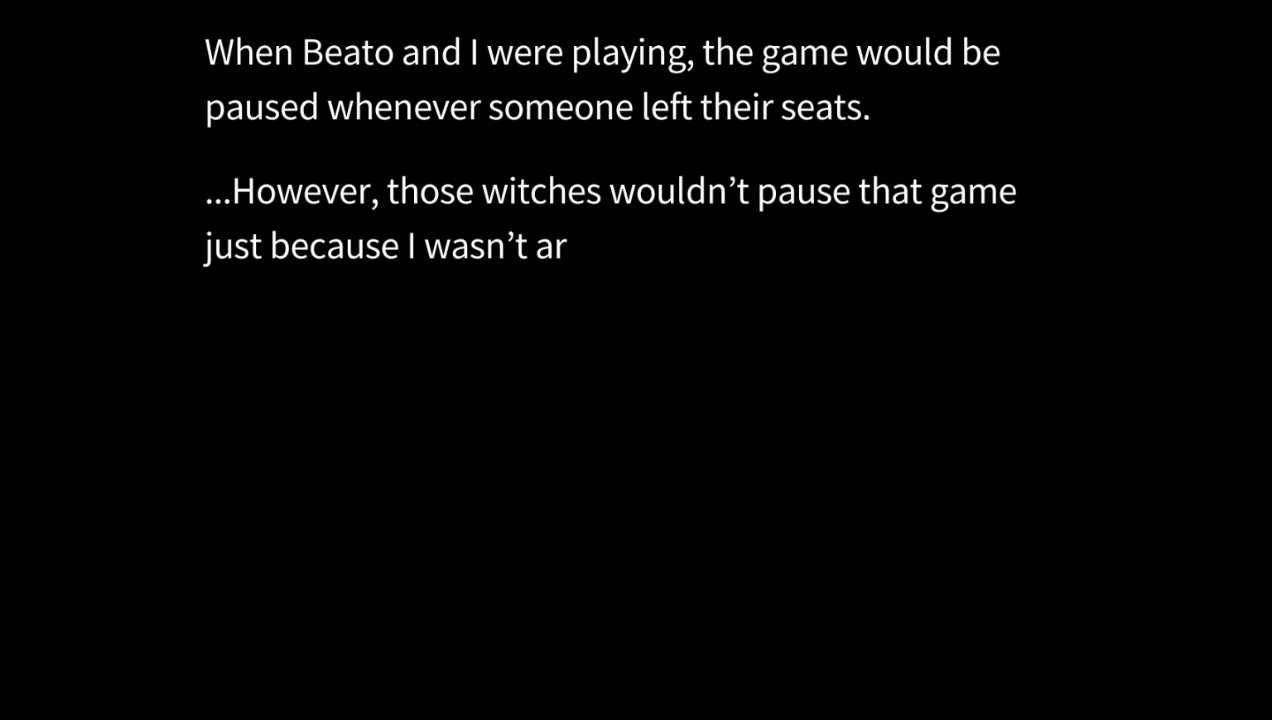 When Beato and I were playing, the game would be
paused whenever someone left their seats.
...However, those witches wouldn’t pause that game
just because I wasn’t ar